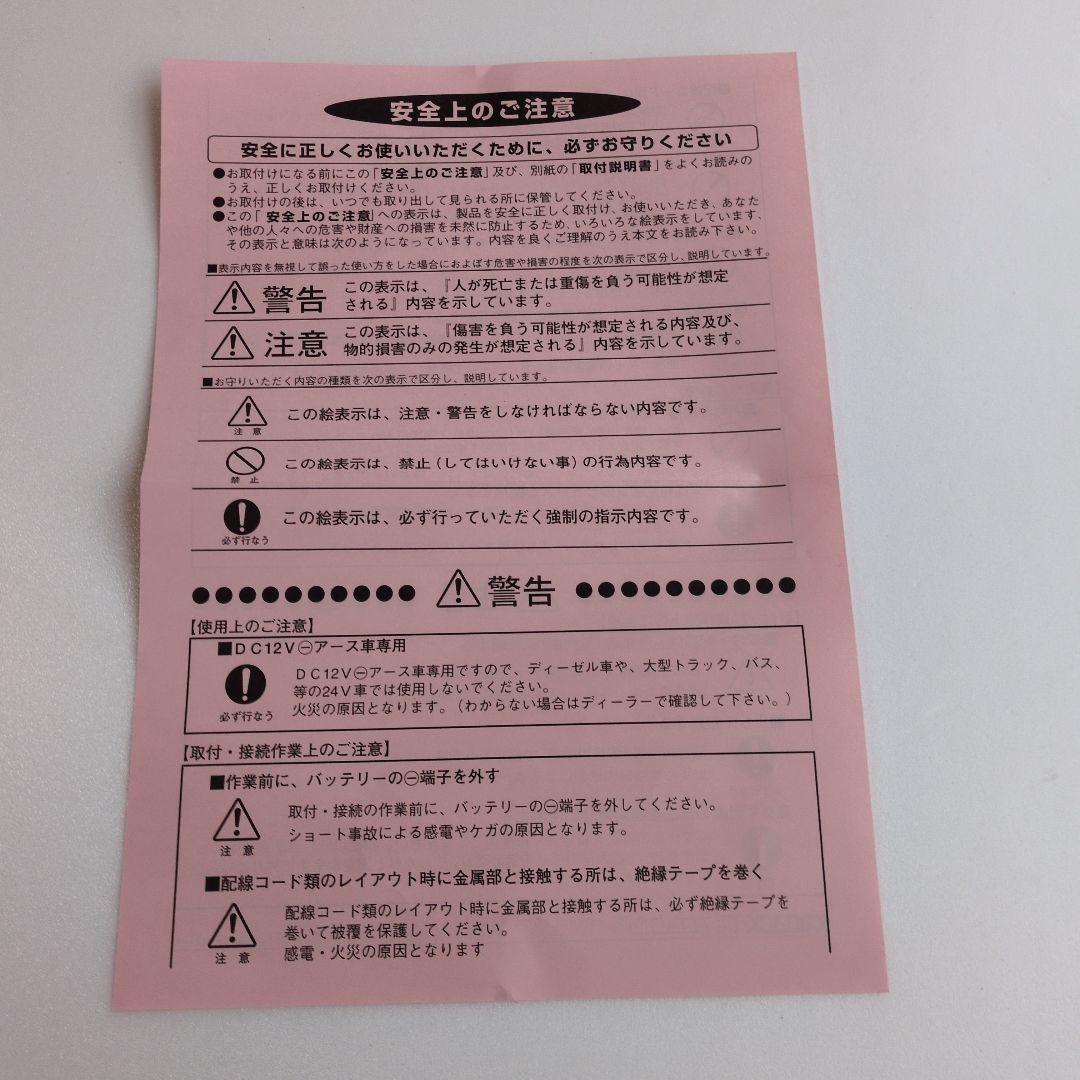 安全上のご注意
安全に正しくお使いいただくために、必ずお守りください
●お取付けになる前にこの「安全上のご注意」及び、別紙の「取付説明書」をよくお読みの
うえ、正しくお取付けください。
●お取付けの後は、いつでも取り出して見られる所に保管してください。
●この「安全上のご注意」への表示は、製品を安全に正しく取付け、お使いいただき、あなた
や他の人々への危害や財産への損害を未然に防止するため、いろいろな絵表示をしています、
その表示と意味は次のようになっています。内容を良くご理解のうえ本文をお読み下さい。
■表示内容を無視して誤った使い方をした場合におよぼす危害や損害の程度を次の表示で区分し、説明しています。
警告 この表示は、『人が死亡または重傷を負う可能性が想定
される』内容を示しています。
注意 この表示は、『傷害を負う可能性が想定される内容及び、
物的損害のみの発生が想定される』内容を示しています。
■お守りいただく内容の種類を次の表示で区分し、説明しています。
この絵表示は、注意・警告をしなければならない内容です。
注 意
この絵表示は、禁止（してはいけない事）の行為内容です。
禁 止
この絵表示は、必ず行っていただく強制の指示内容です。
必ず行なう
●●●●●●●●●● 警告 ●●●●●●●●●●
【使用上のご注意】
■DC12V㊀アース車専用
DC12V㊀アース車専用ですので、ディーゼル車や、大型トラック、バス、
等の24V車では使用しないでください。
火災の原因となります。（わからない場合はディーラーで確認して下さい。）
必ず行なう
【取付・接続作業上のご注意】
■作業前に、バッテリーの㊀端子を外す
取付・接続の作業前に、バッテリーの㊀端子を外してください。
ショート事故による感電やケガの原因となります。
注 意
■配線コード類のレイアウト時に金属部と接触する所は、絶縁テープを巻く
配線コード類のレイアウト時に金属部と接触する所は、必ず絶縁テープを
巻いて被覆を保護してください。
感電・火災の原因となります
注 意